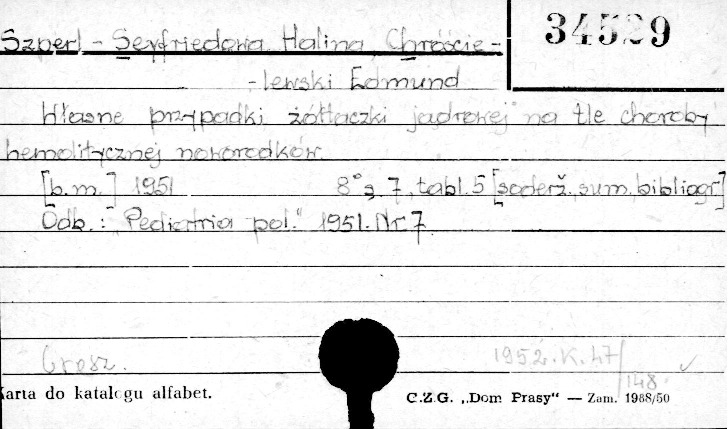 34529
Szperl-Seyfriedowa Halina, Chróście-
-lewski Edmund
Własne przypadki żółtaczki jądrowej na tle choroby
hemolitycznej noworodków.
[b.m.] 1951 8° s. 7, tabl. 5 [soderž., sum., bibliogr]
Odb.: "Pediatria pol." 1951. Nr. 7
Grosz. 1952.K.47/148
Karta do katalogu alfabet. C.Z.G. „Dom Prasy" — Zam. 1988/50